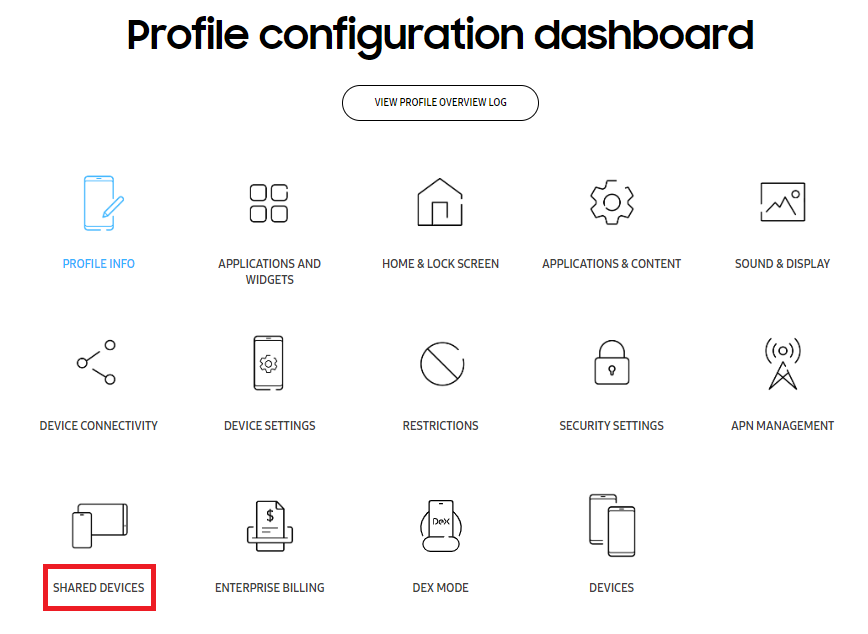 Profile configuration dashboard
VIEW PROFILE OVERVIEW LOG
PROFILE INFO
APPLICATIONS AND
WIDGETS
HOME & LOCK SCREEN
APPLICATIONS & CONTENT
SOUND & DISPLAY
DEVICE CONNECTIVITY
DEVICE SETTINGS
RESTRICTIONS
SECURITY SETTINGS
APN MANAGEMENT
$
DeX
SHARED DEVICES
ENTERPRISE BILLING
DEX MODE
DEVICES